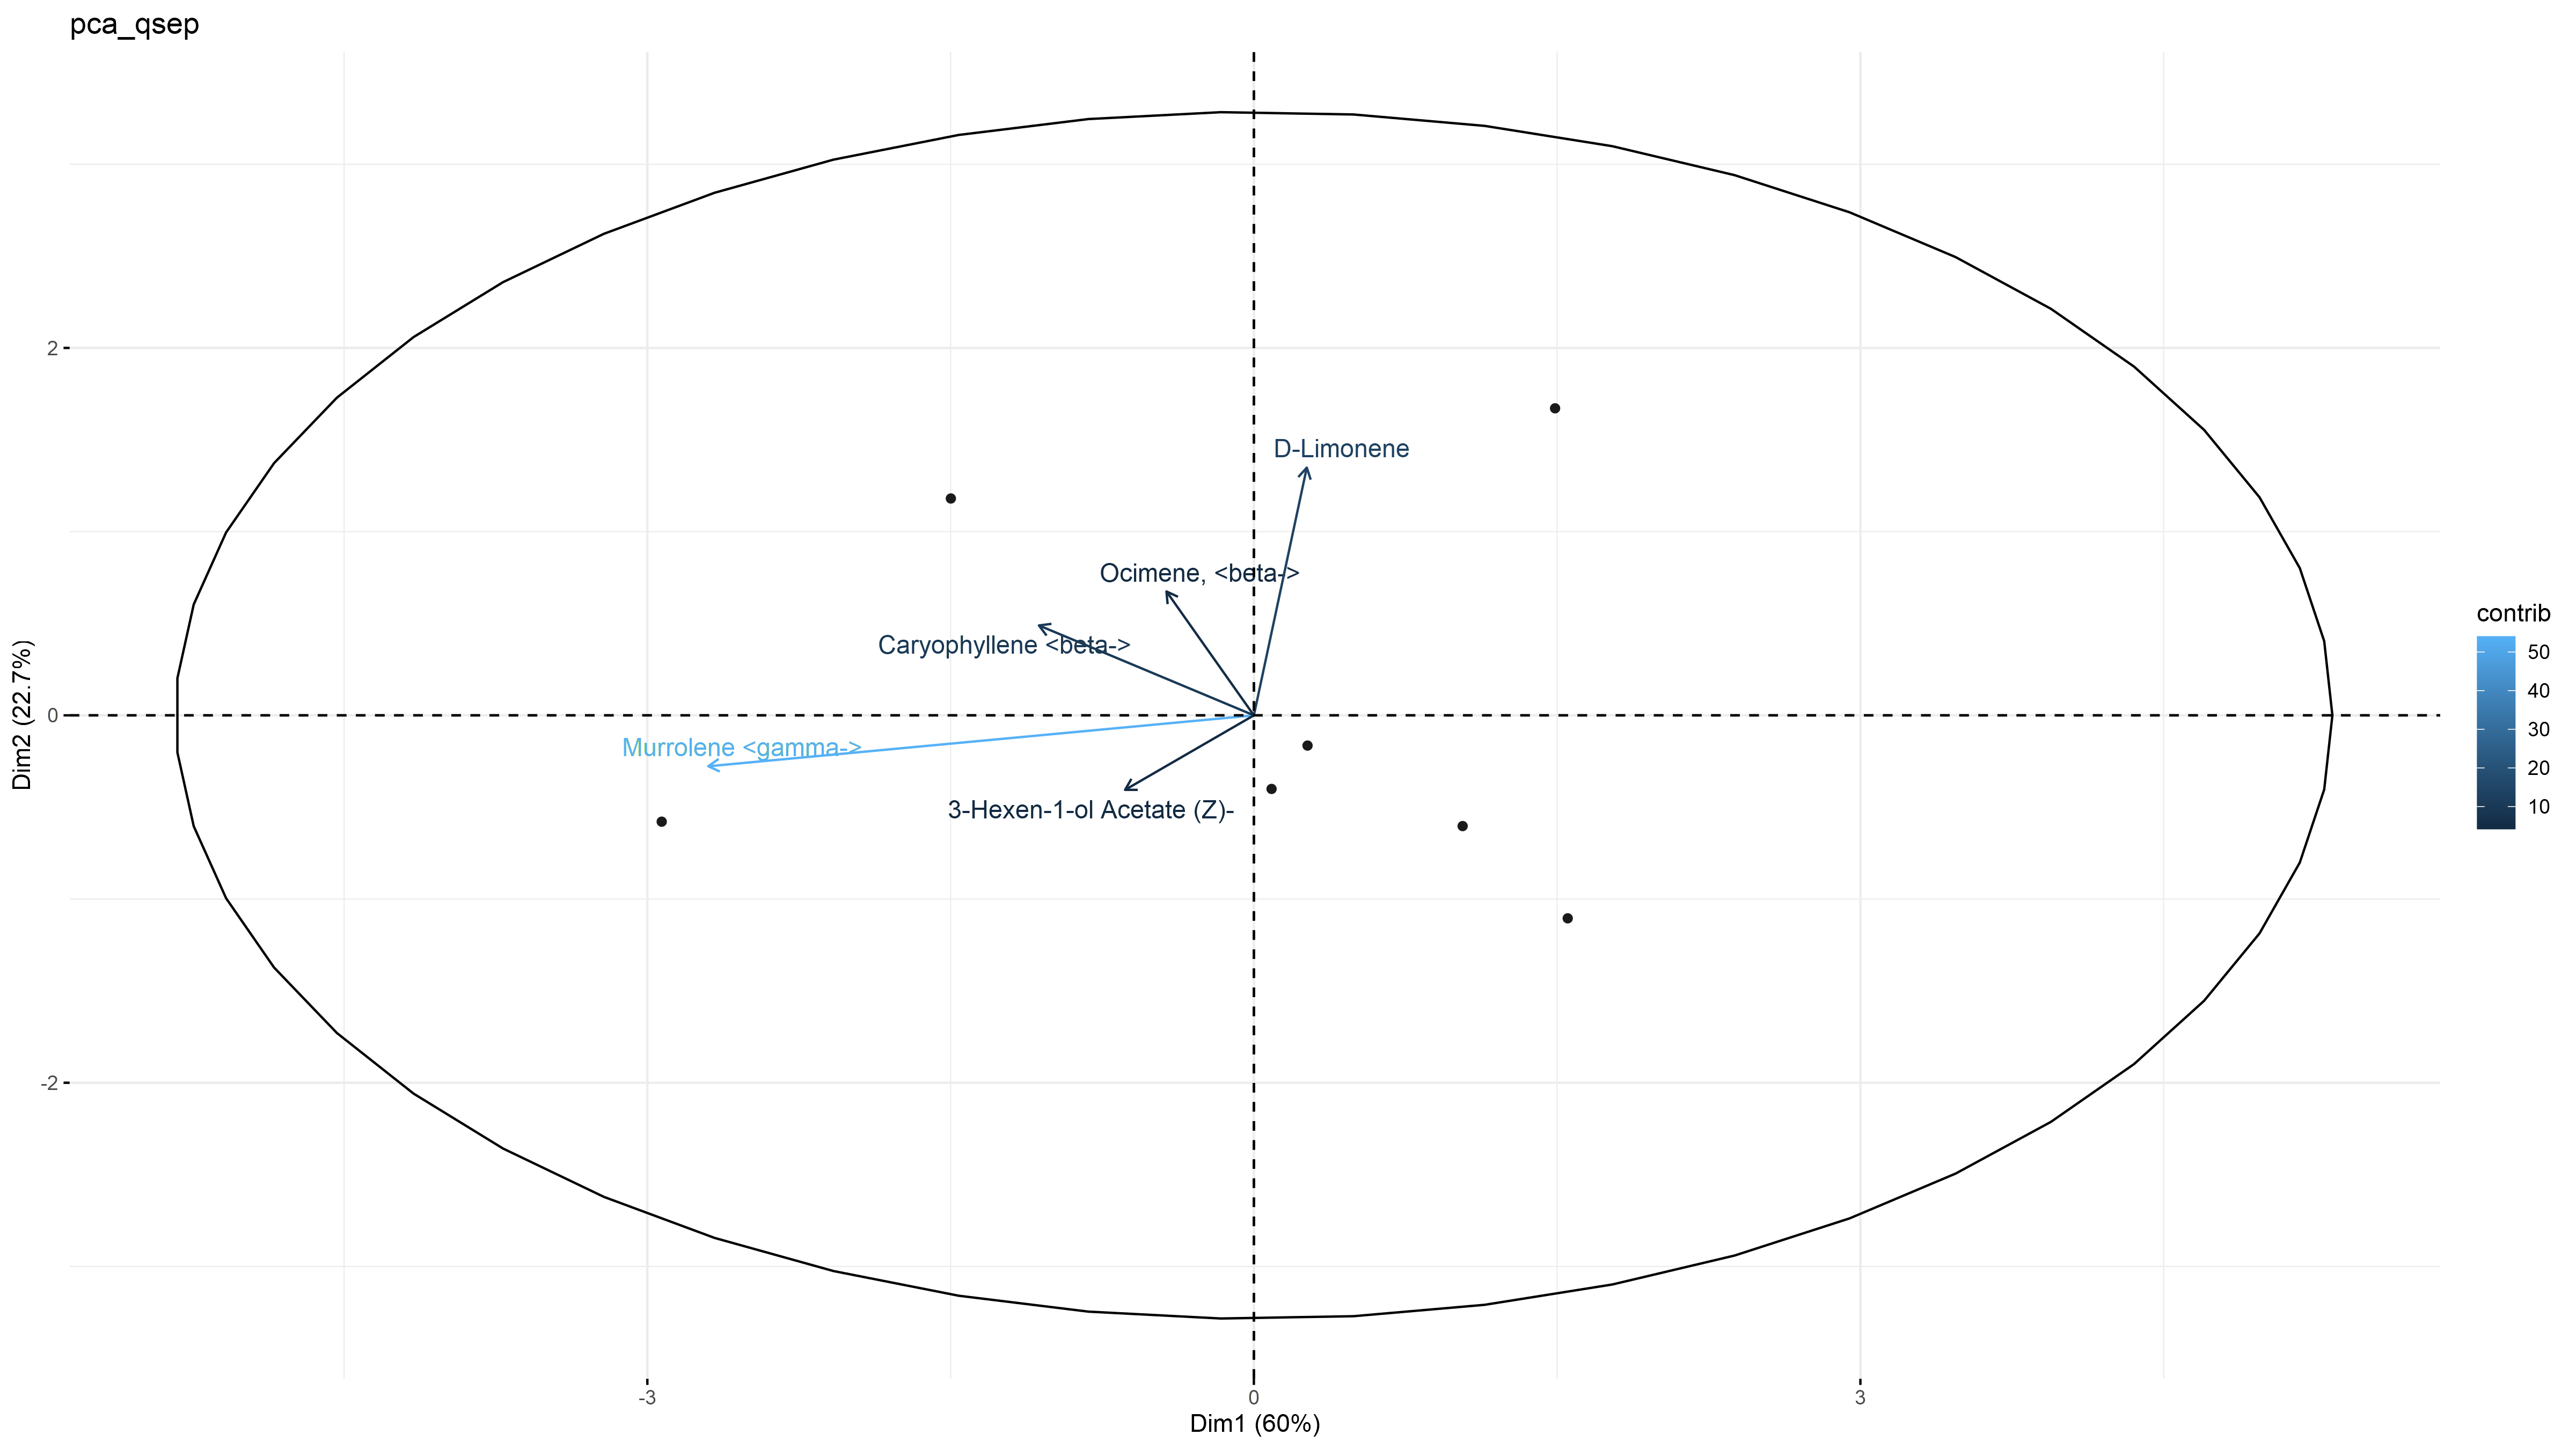 pca_qsep
D-Limonene
Ocimene, <beta->
Caryophyllene <beta->
Murrolene <gamma->
3-Hexen-1-ol Acetate (Z)-
2
0
-2
Dim2 (22.7%)
-3
0
3
Dim1 (60%)
contrib
50
40
30
20
10